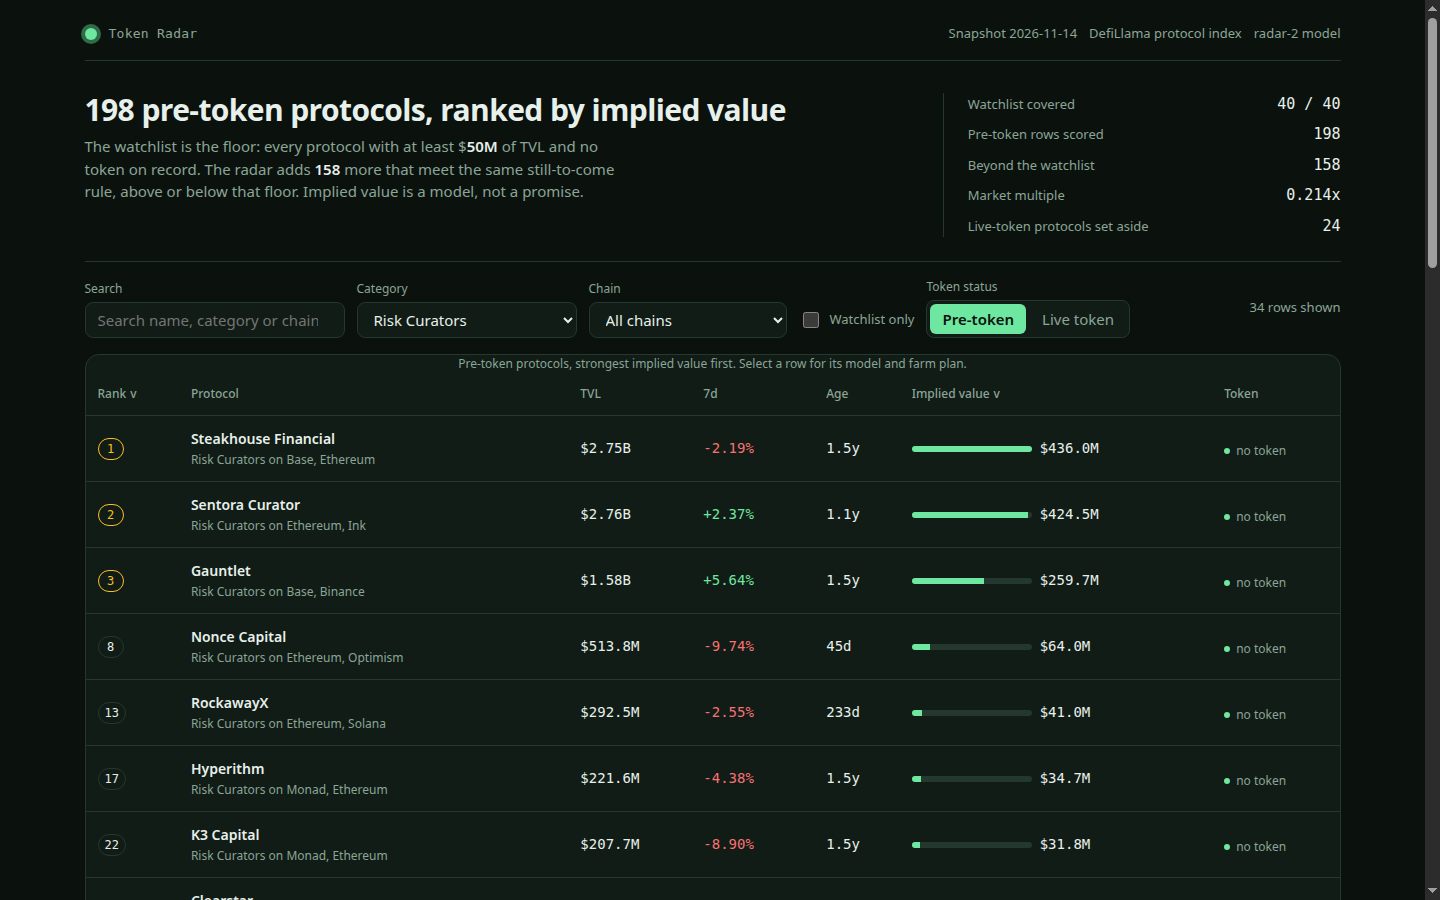 Token Radar
Snapshot 2026-11-14 DefiLlama protocol index radar-2 model
198 pre-token protocols, ranked by implied value
The watchlist is the floor: every protocol with at least $50M of TVL and no
token on record. The radar adds 158 more that meet the same still-to-come
rule, above or below that floor. Implied value is a model, not a promise.
Watchlist covered 40 / 40
Pre-token rows scored 198
Beyond the watchlist 158
Market multiple 0.214x
Live-token protocols set aside 24
Search
Search name, category or chain
Category
Risk Curators
Chain
All chains
Watchlist only
Token status
Pre-token Live token
34 rows shown
Pre-token protocols, strongest implied value first. Select a row for its model and farm plan.
Rank v Protocol TVL 7d Age Implied value v Token
1 Steakhouse Financial $2.75B -2.19% 1.5y $436.0M no token
Risk Curators on Base, Ethereum
2 Sentora Curator $2.76B +2.37% 1.1y $424.5M no token
Risk Curators on Ethereum, Ink
3 Gauntlet $1.58B +5.64% 1.5y $259.7M no token
Risk Curators on Base, Binance
8 Nonce Capital $513.8M -9.74% 45d $64.0M no token
Risk Curators on Ethereum, Optimism
13 RockawayX $292.5M -2.55% 233d $41.0M no token
Risk Curators on Ethereum, Solana
17 Hyperithm $221.6M -4.38% 1.5y $34.7M no token
Risk Curators on Monad, Ethereum
22 K3 Capital $207.7M -8.90% 1.5y $31.8M no token
Risk Curators on Monad, Ethereum